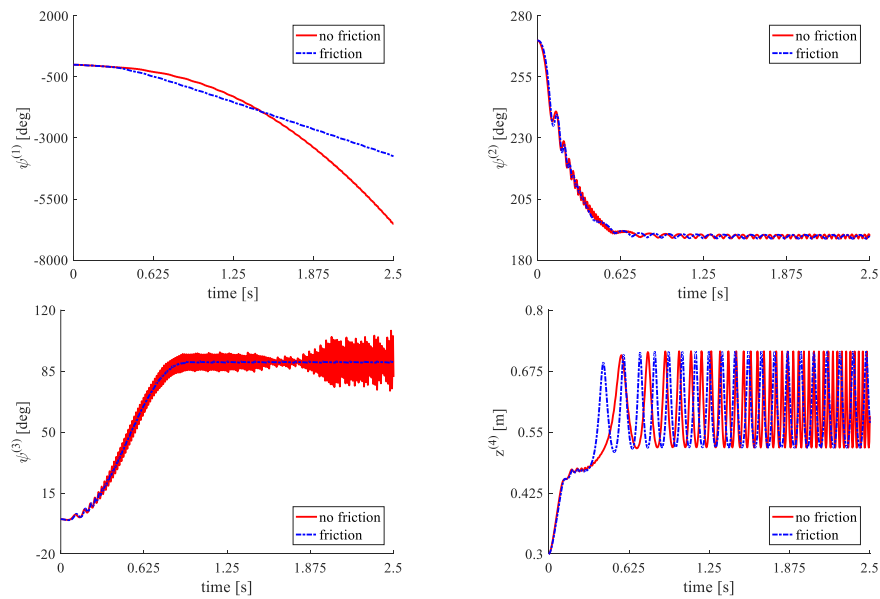 2000
-500
-3000
-5500
-8000
ψ⁽¹⁾ [deg]
no friction
friction
0 0.625 1.25 1.875 2.5
time [s]
280
255
230
205
180
ψ⁽²⁾ [deg]
no friction
friction
0 0.625 1.25 1.875 2.5
time [s]
120
85
50
15
-20
ψ⁽³⁾ [deg]
no friction
friction
0 0.625 1.25 1.875 2.5
time [s]
0.8
0.675
0.55
0.425
0.3
z⁽⁴⁾ [m]
no friction
friction
0 0.625 1.25 1.875 2.5
time [s]